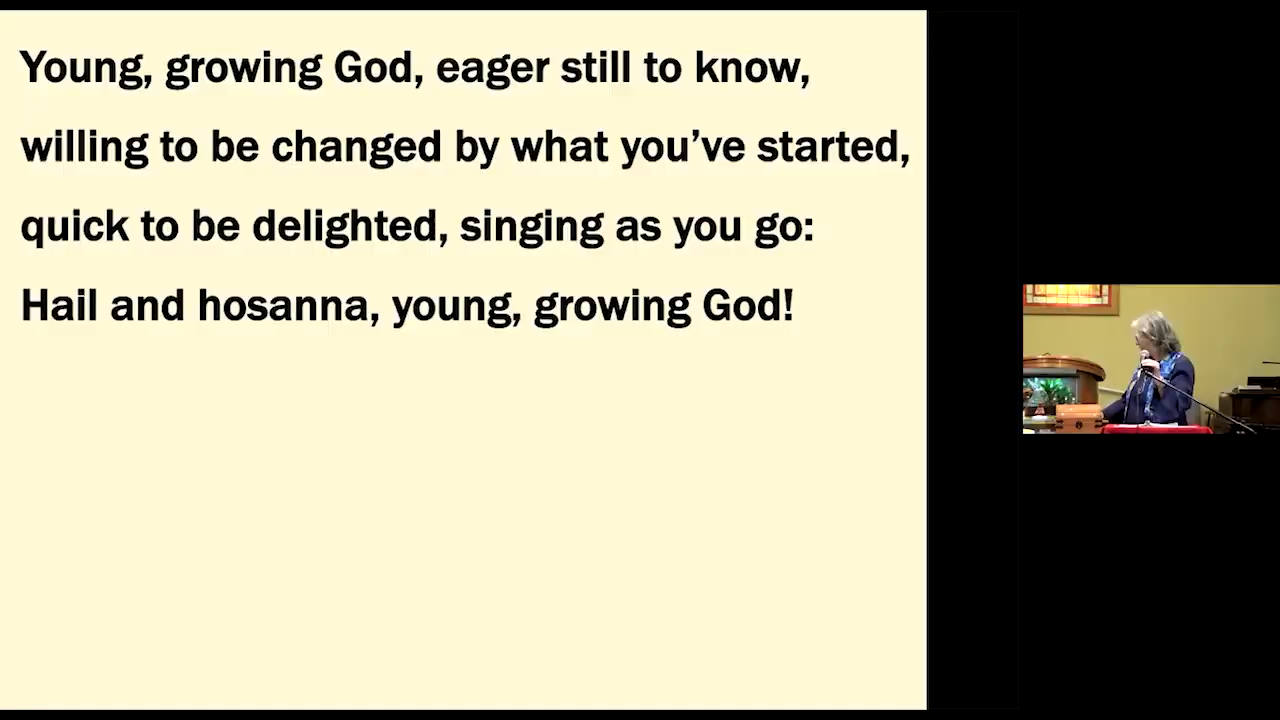 Young, growing God, eager still to know,
willing to be changed by what you’ve started,
quick to be delighted, singing as you go:
Hail and hosanna, young, growing God!